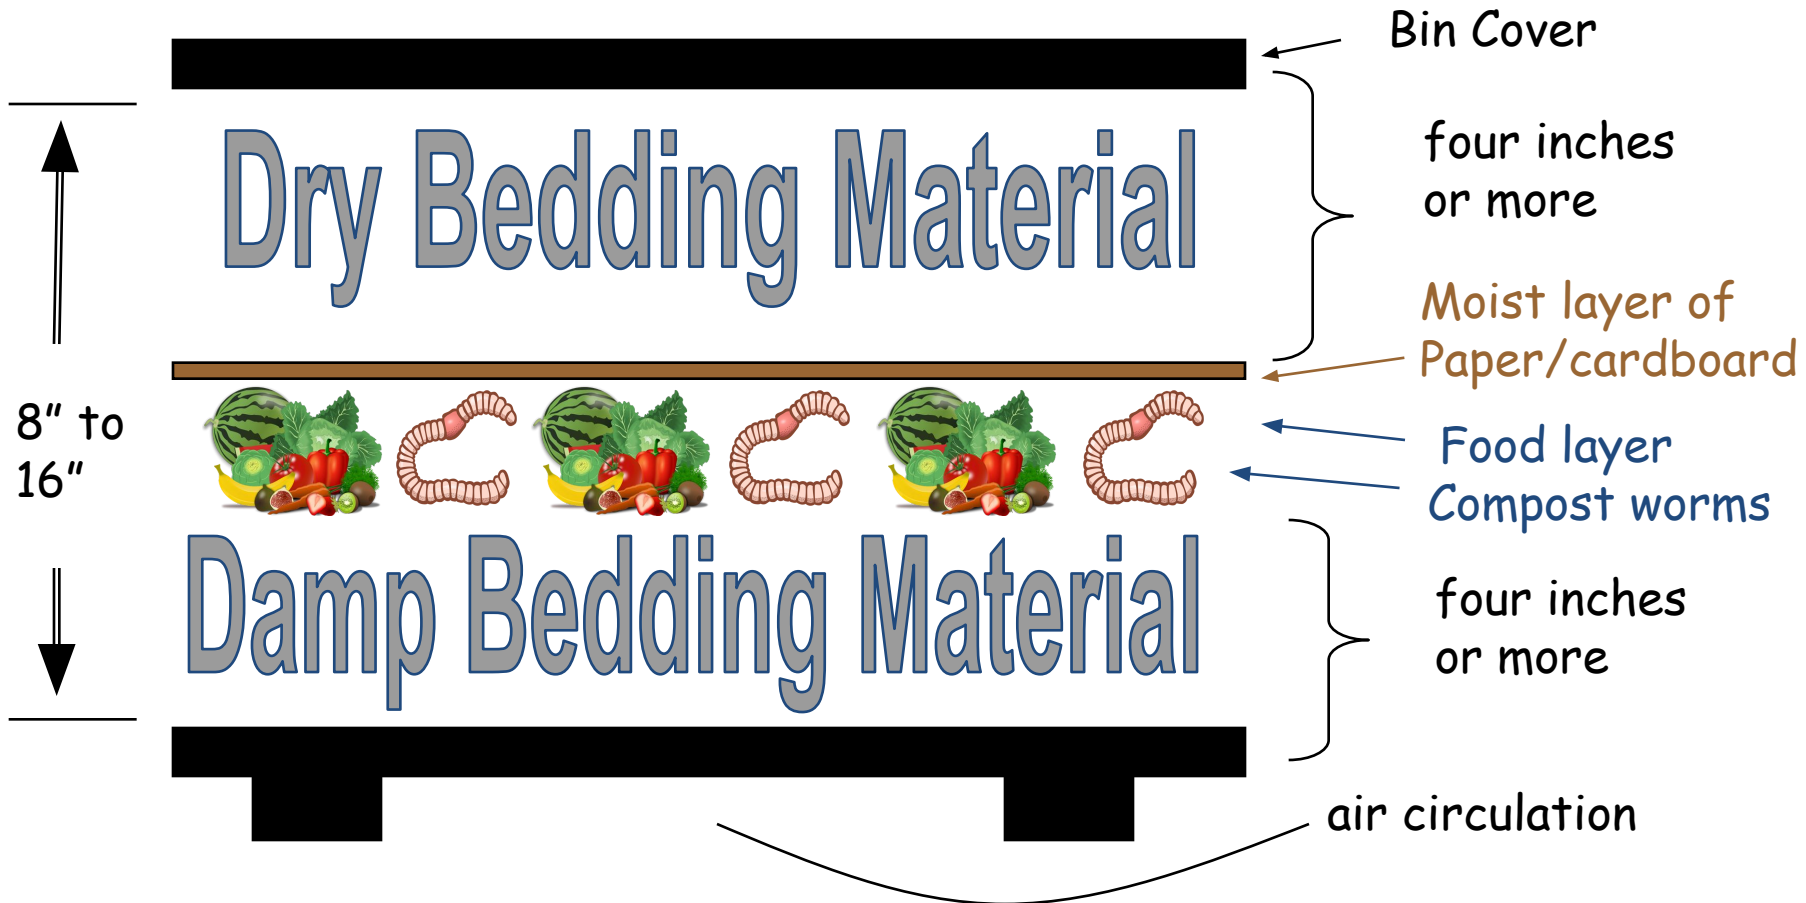 Bin Cover
Dry Bedding Material
four inches
or more
Moist layer of
Paper/cardboard
8" to
16"
Food layer
Compost worms
Damp Bedding Material
four inches
or more
air circulation